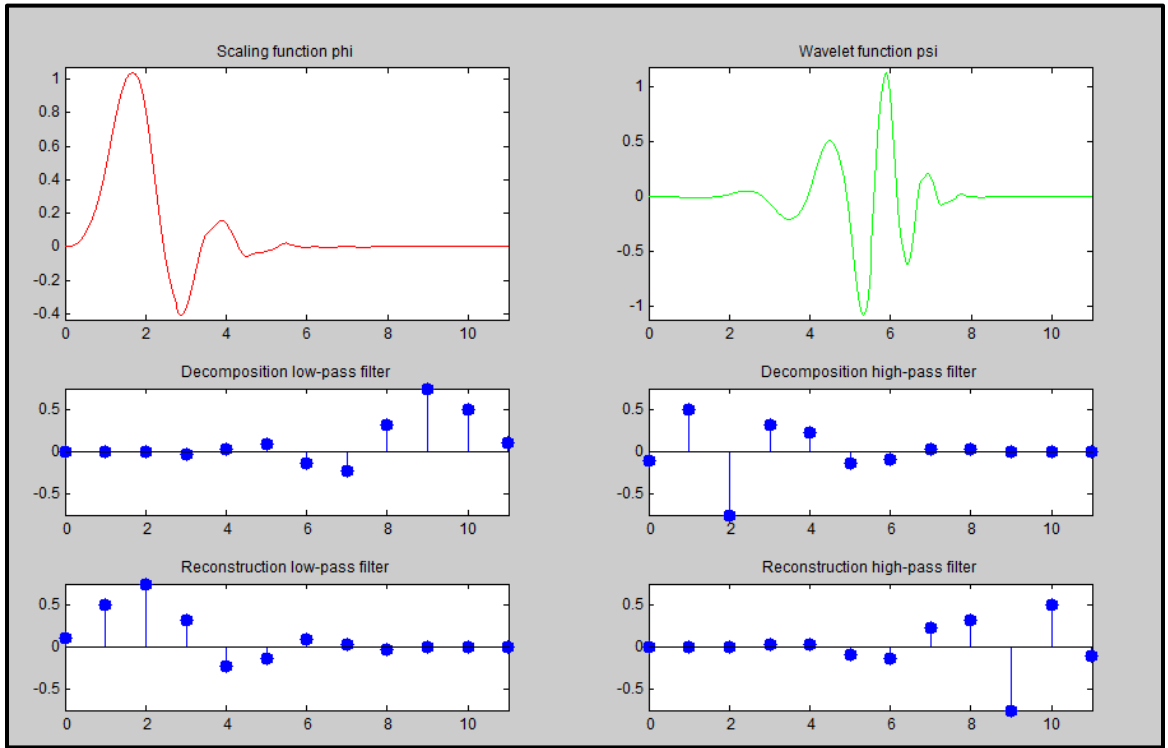 Scaling function phi
1
0.8
0.6
0.4
0.2
0
-0.2
-0.4
0 2 4 6 8 10
Wavelet function psi
1
0.5
0
-0.5
-1
0 2 4 6 8 10
Decomposition low-pass filter
0.5
0
-0.5
0 2 4 6 8 10
Decomposition high-pass filter
0.5
0
-0.5
0 2 4 6 8 10
Reconstruction low-pass filter
0.5
0
-0.5
0 2 4 6 8 10
Reconstruction high-pass filter
0.5
0
-0.5
0 2 4 6 8 10